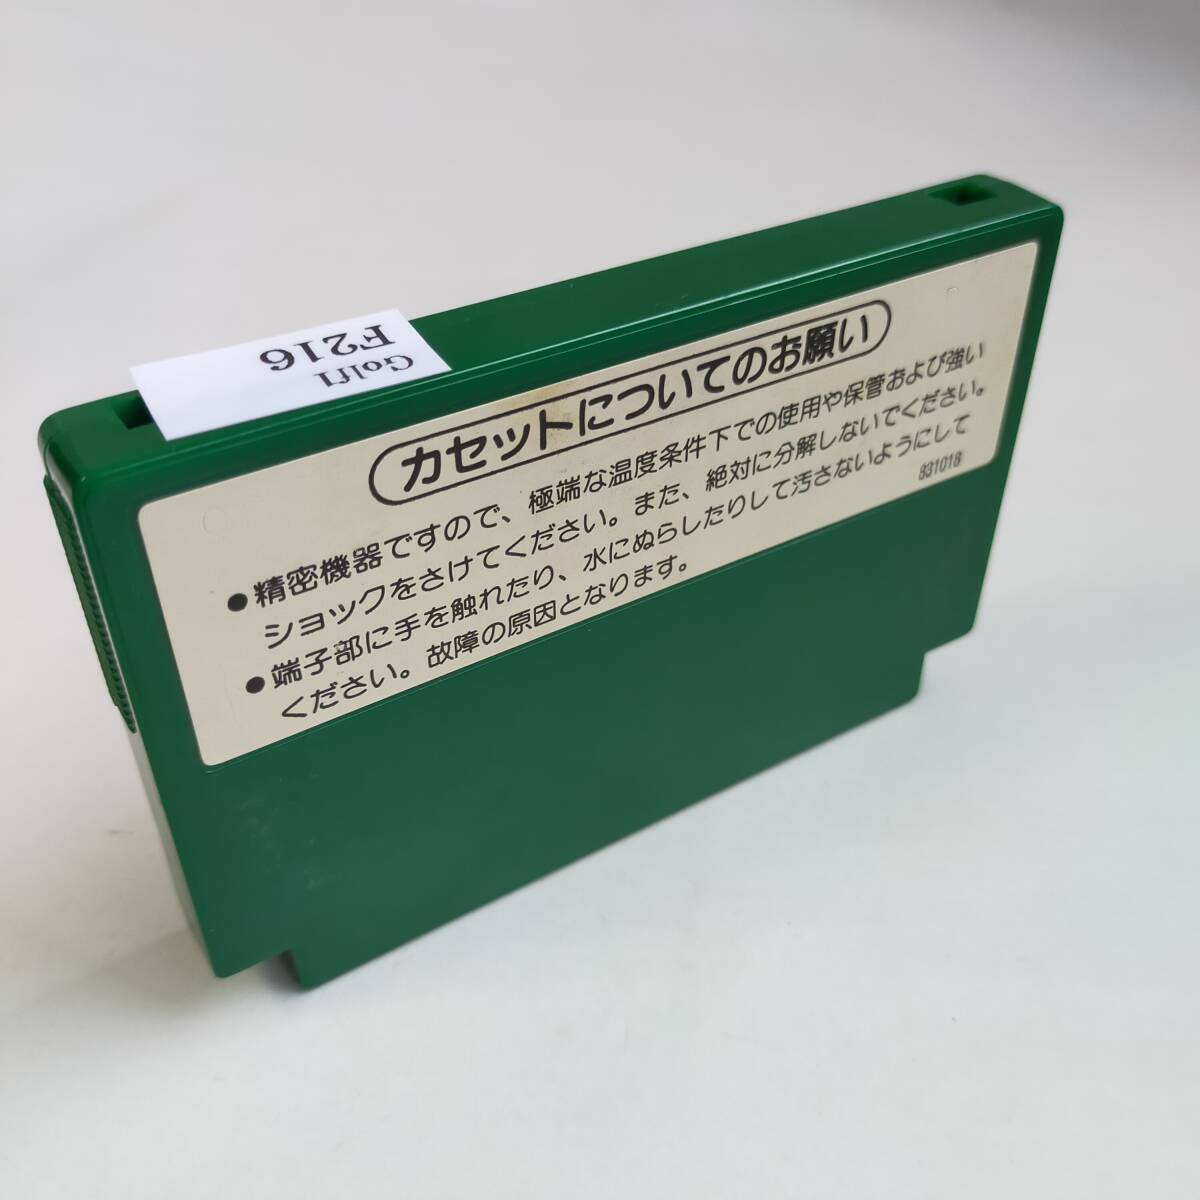 Golf1
F216
カセットについてのお願い
●精密機器ですので、極端な温度条件下での使用や保管および強い
ショックをさけてください。また、絶対に分解しないでください。
●端子部に手を触れたり、水にぬらしたりして汚さないようにして
ください。故障の原因となります。
831018